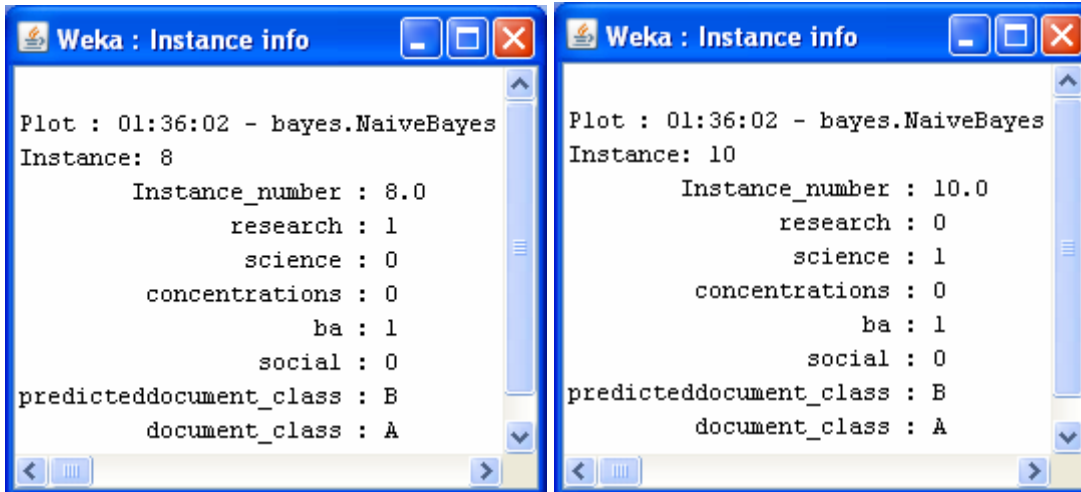 Weka : Instance info
Plot : 01:36:02 - bayes.NaiveBayes
Instance: 8
Instance_number : 8.0
research : 1
science : 0
concentrations : 0
ba : 1
social : 0
predicteddocument_class : B
document_class : A
Weka : Instance info
Plot : 01:36:02 - bayes.NaiveBayes
Instance: 10
Instance_number : 10.0
research : 0
science : 1
concentrations : 0
ba : 1
social : 0
predicteddocument_class : B
document_class : A